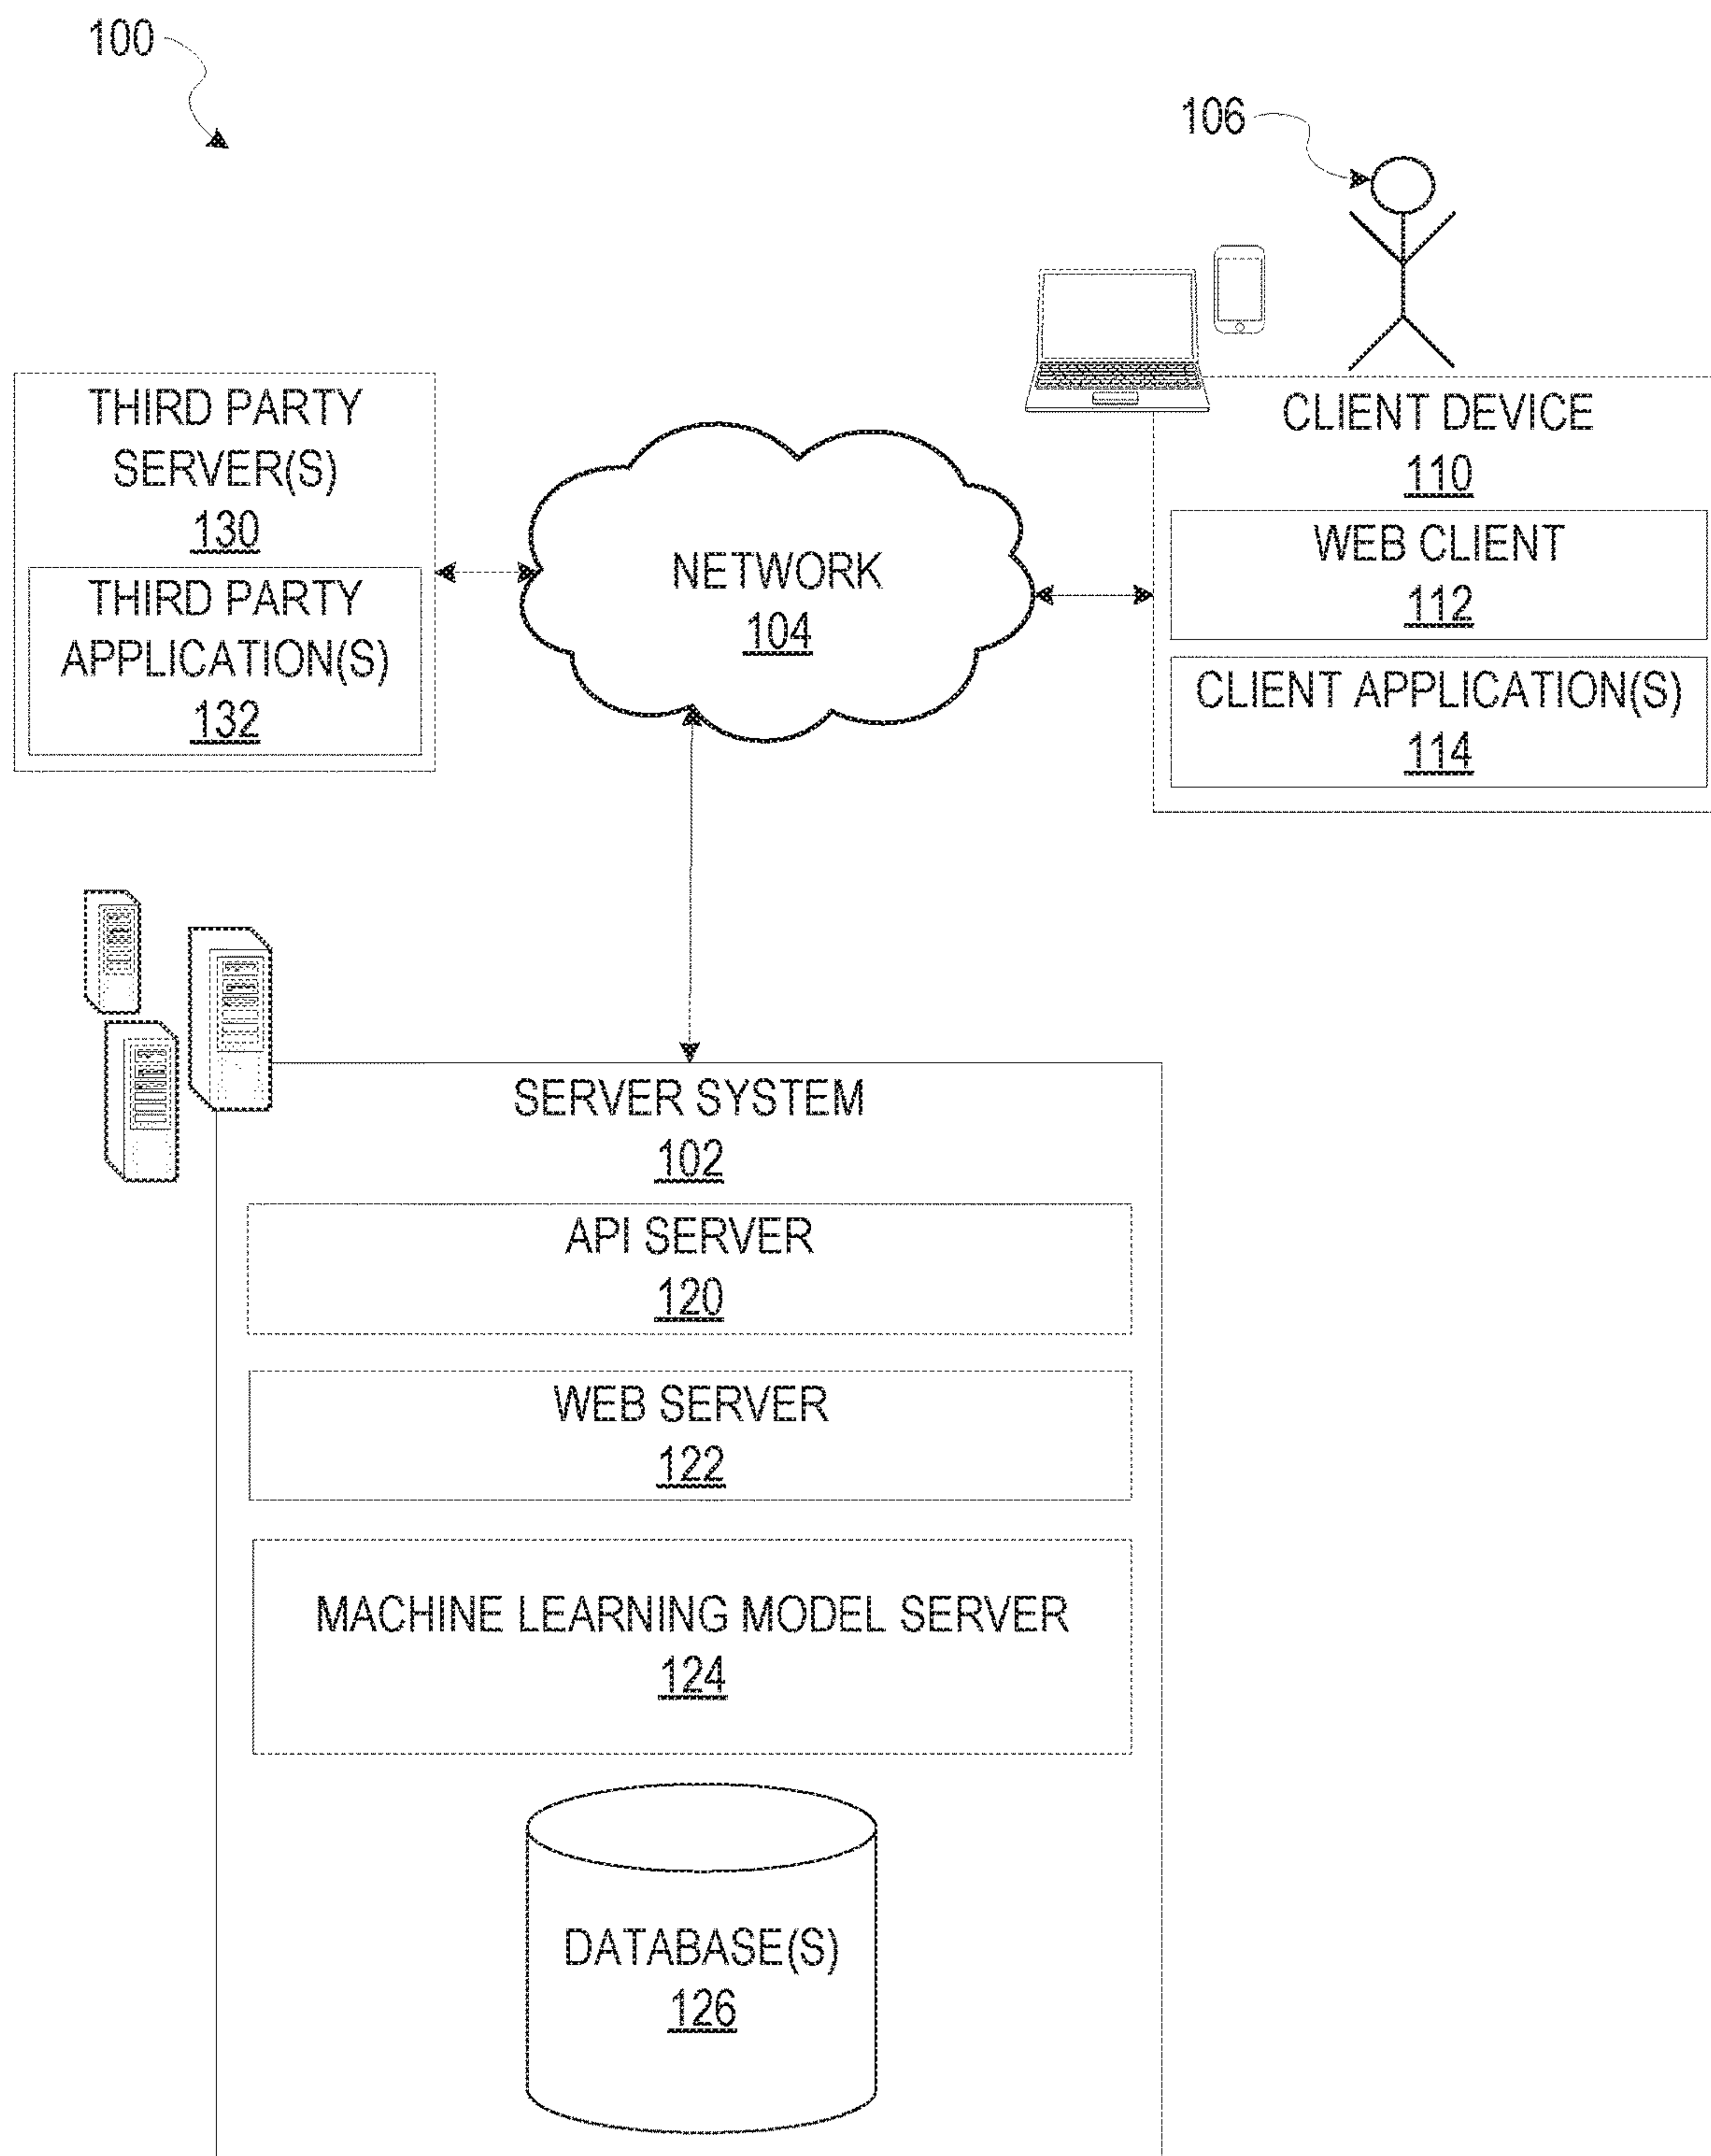 100
106
THIRD PARTY
SERVER(S)
130
THIRD PARTY
APPLICATION(S)
132
NETWORK
104
CLIENT DEVICE
110
WEB CLIENT
112
CLIENT APPLICATION(S)
114
SERVER SYSTEM
102
API SERVER
120
WEB SERVER
122
MACHINE LEARNING MODEL SERVER
124
DATABASE(S)
126